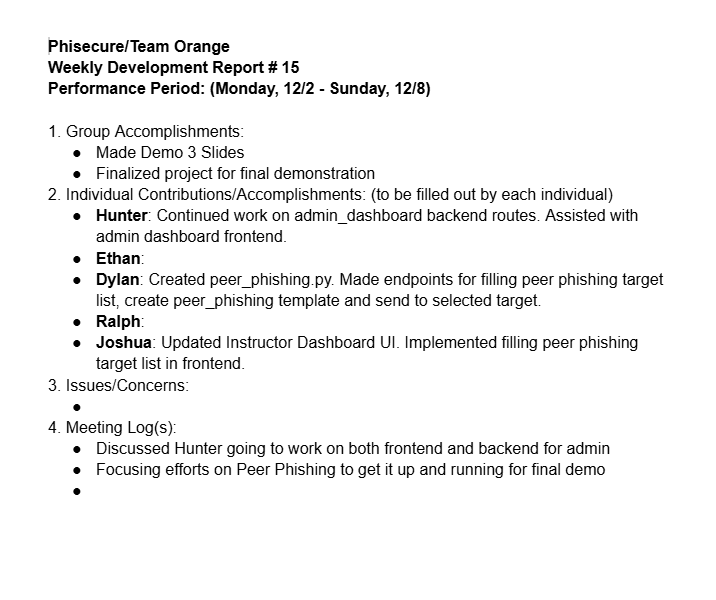 Phisecure/Team Orange
Weekly Development Report # 15
Performance Period: (Monday, 12/2 - Sunday, 12/8)
1. Group Accomplishments:
● Made Demo 3 Slides
● Finalized project for final demonstration
2. Individual Contributions/Accomplishments: (to be filled out by each individual)
● Hunter: Continued work on admin_dashboard backend routes. Assisted with
admin dashboard frontend.
● Ethan:
● Dylan: Created peer_phishing.py. Made endpoints for filling peer phishing target
list, create peer_phishing template and send to selected target.
● Ralph:
● Joshua: Updated Instructor Dashboard UI. Implemented filling peer phishing
target list in frontend.
3. Issues/Concerns:
●
4. Meeting Log(s):
● Discussed Hunter going to work on both frontend and backend for admin
● Focusing efforts on Peer Phishing to get it up and running for final demo
●